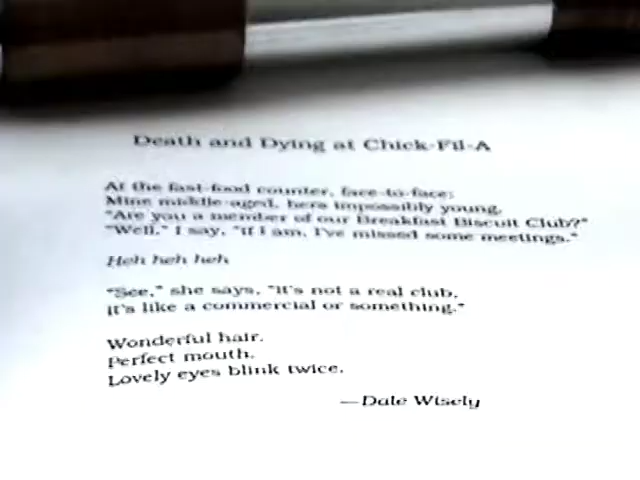 Death and Dying at Chick-Fil-A
At the fast-food counter, face-to-face:
Mine middle-aged, hers impossibly young.
"Are you a member of our Breakfast Biscuit Club?"
"Well," I say, "if I am, I've missed some meetings."
Heh heh heh
"See," she says, "it's not a real club.
It's like a commercial or something."
Wonderful hair.
Perfect mouth.
Lovely eyes blink twice.
—Dale Wisely